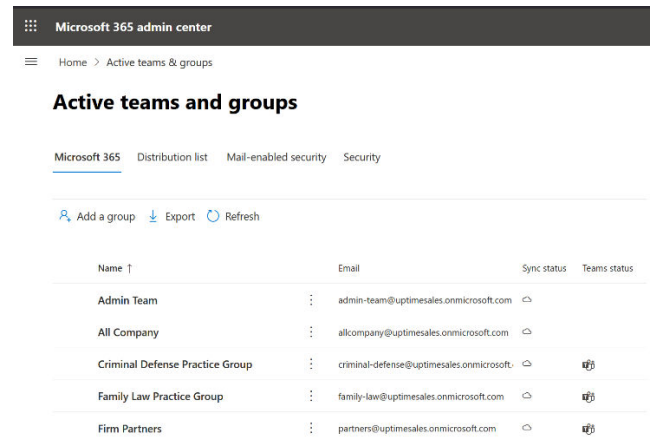 Microsoft 365 admin center
Home > Active teams & groups
Active teams and groups
Microsoft 365 Distribution list Mail-enabled security Security
Add a group Export Refresh
Name ↑ Email Sync status Teams status
Admin Team admin-team@uptimesales.onmicrosoft.com
All Company allcompany@uptimesales.onmicrosoft.com
Criminal Defense Practice Group criminal-defense@uptimesales.onmicrosoft.
Family Law Practice Group family-law@uptimesales.onmicrosoft.com
Firm Partners partners@uptimesales.onmicrosoft.com